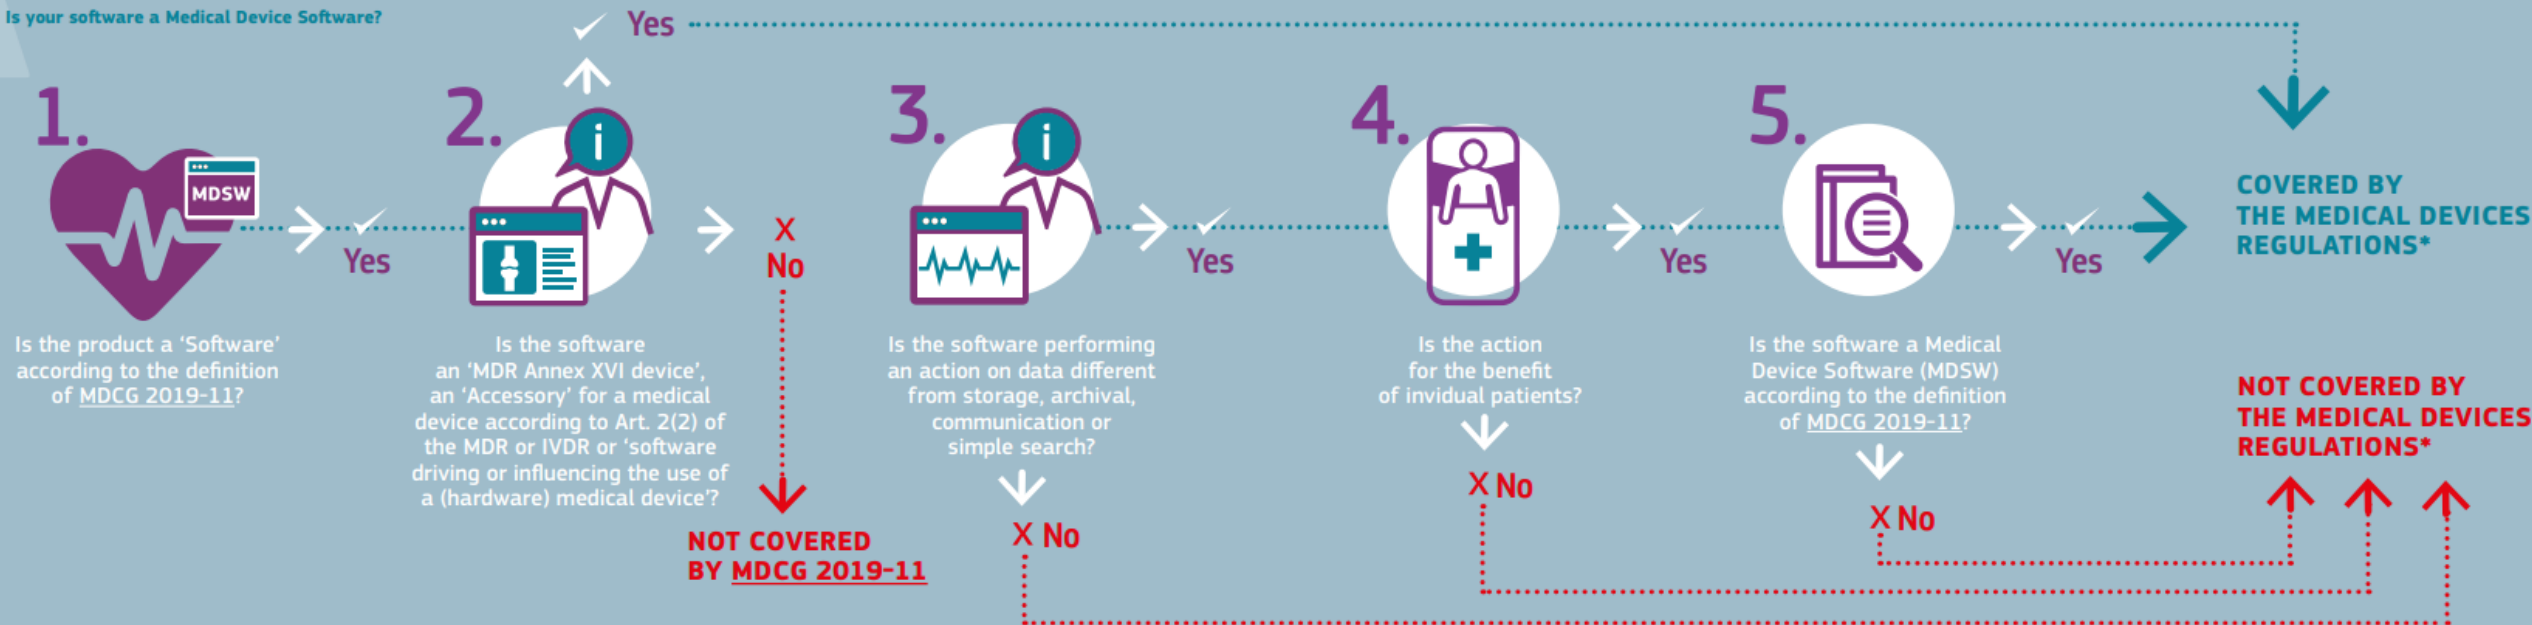 Is your software a Medical Device Software?
Yes
1.
MDSW
Yes
Is the product a ‘Software’
according to the definition
of MDCG 2019-11?
2.
i
Is the software
an ‘MDR Annex XVI device’,
an ‘Accessory’ for a medical
device according to Art. 2(2) of
the MDR or IVDR or ‘software
driving or influencing the use of
a (hardware) medical device’?
X
No
NOT COVERED
BY MDCG 2019-11
3.
i
Yes
Is the software performing
an action on data different
from storage, archival,
communication or
simple search?
X No
4.
Yes
Is the action
for the benefit
of invidual patients?
X No
5.
Yes
Is the software a Medical
Device Software (MDSW)
according to the definition
of MDCG 2019-11?
X No
COVERED BY
THE MEDICAL DEVICES
REGULATIONS*
NOT COVERED BY
THE MEDICAL DEVICES
REGULATIONS*